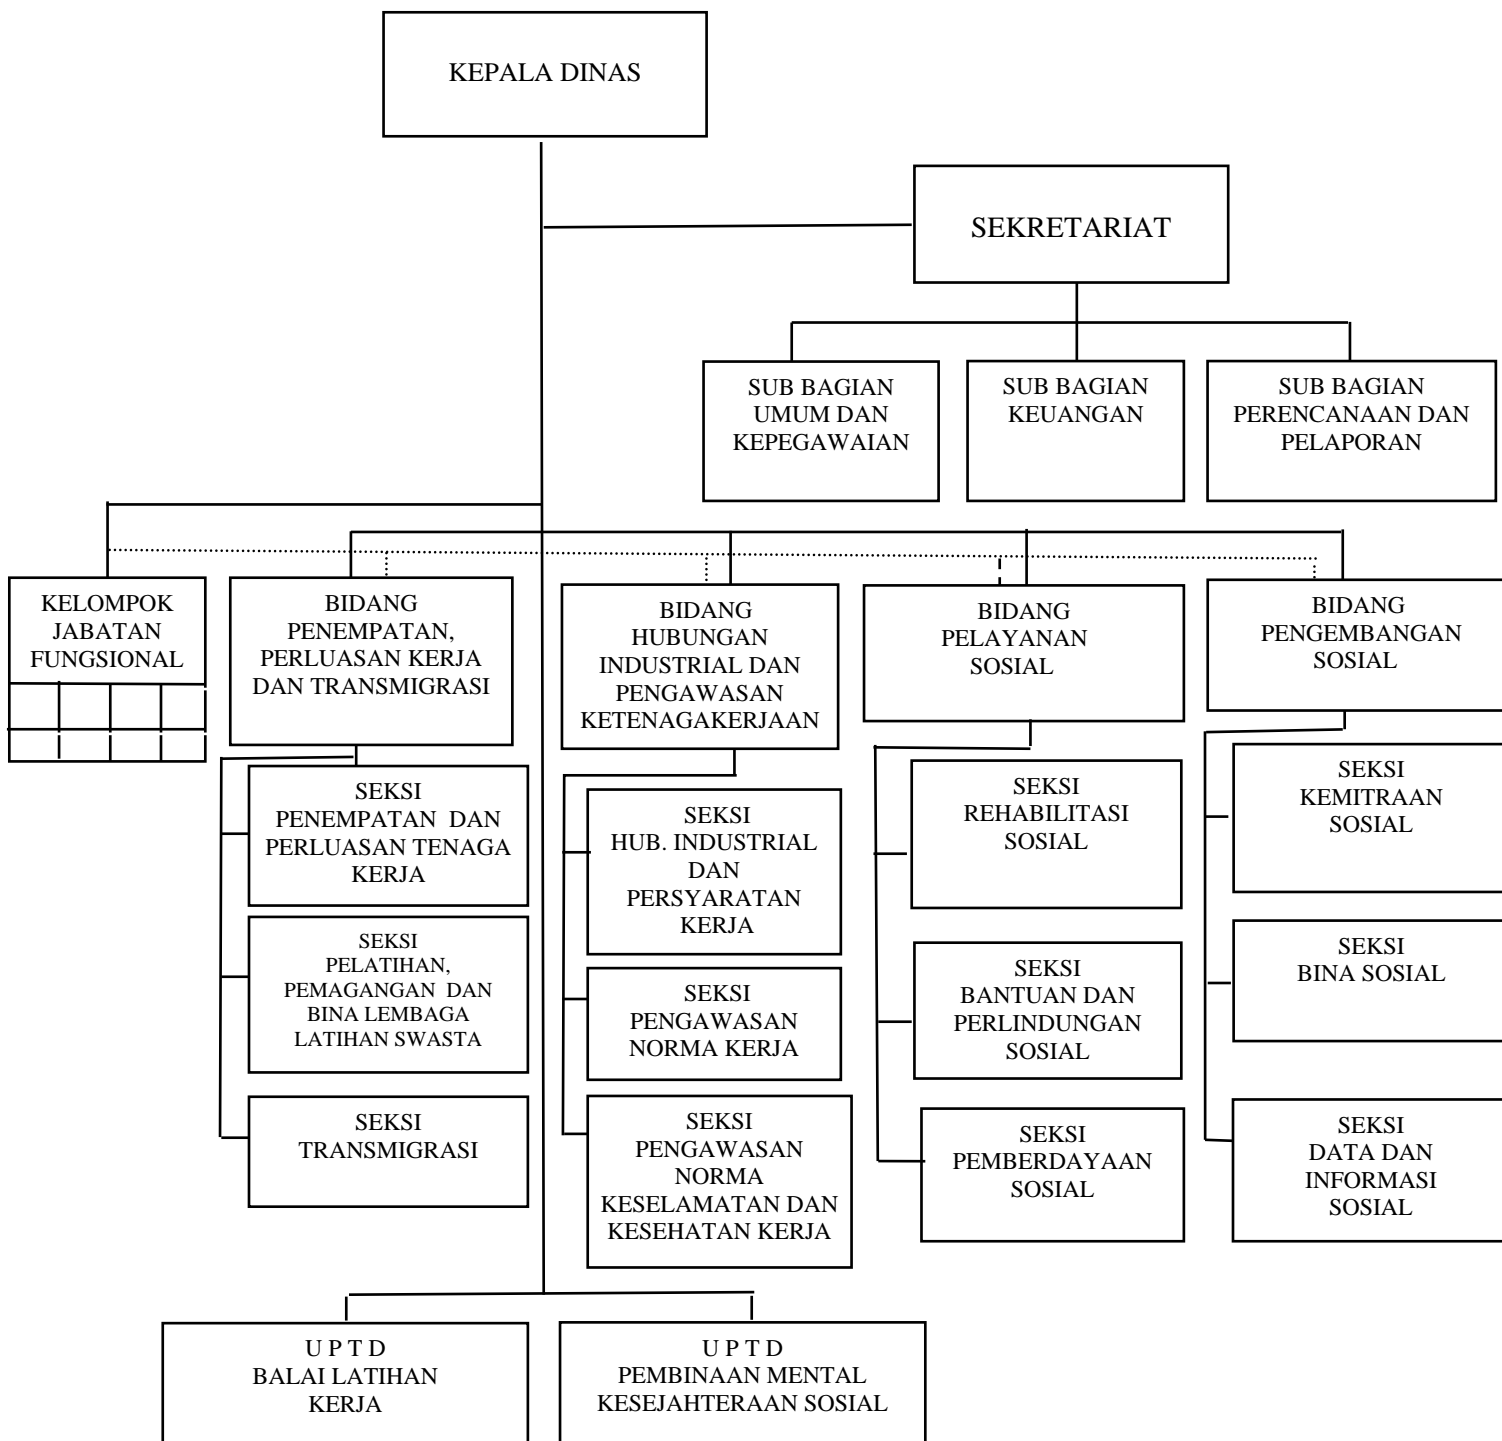 KEPALA DINAS
SEKRETARIAT
SUB BAGIAN
UMUM DAN
KEPEGAWAIAN
SUB BAGIAN
KEUANGAN
SUB BAGIAN
PERENCANAAN DAN
PELAPORAN
KELOMPOK
JABATAN
FUNGSIONAL
BIDANG
PENEMPATAN,
PERLUASAN KERJA
DAN TRANSMIGRASI
BIDANG
HUBUNGAN
INDUSTRIAL DAN
PENGAWASAN
KETENAGAKERJAAN
BIDANG
PELAYANAN
SOSIAL
BIDANG
PENGEMBANGAN
SOSIAL
SEKSI
PENEMPATAN DAN
PERLUASAN TENAGA
KERJA
SEKSI
PELATIHAN,
PEMAGANGAN DAN
BINA LEMBAGA
LATIHAN SWASTA
SEKSI
TRANSMIGRASI
SEKSI
HUB. INDUSTRIAL
DAN
PERSYARATAN
KERJA
SEKSI
PENGAWASAN
NORMA KERJA
SEKSI
PENGAWASAN
NORMA
KESELAMATAN DAN
KESEHATAN KERJA
SEKSI
REHABILITASI
SOSIAL
SEKSI
BANTUAN DAN
PERLINDUNGAN
SOSIAL
SEKSI
PEMBERDAYAAN
SOSIAL
SEKSI
KEMITRAAN
SOSIAL
SEKSI
BINA SOSIAL
SEKSI
DATA DAN
INFORMASI
SOSIAL
U P T D
BALAI LATIHAN
KERJA
U P T D
PEMBINAAN MENTAL
KESEJAHTERAAN SOSIAL